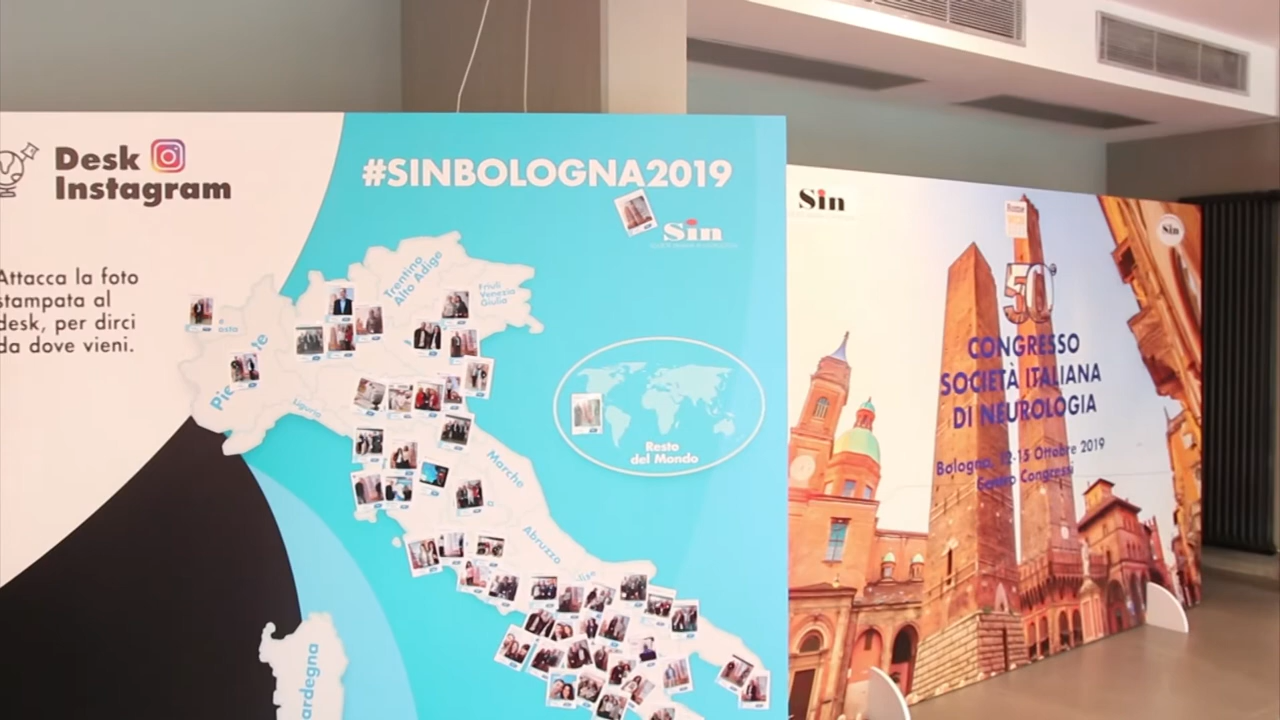 Desk
Instagram
Attacca la foto
stampata al
desk, per dirci
da dove vieni.
#SINBOLOGNA2019
Sin
Trentino
Alto Adige
Friuli
Venezia
Giulia
Liguria
Marche
Abruzzo
Resto
del Mondo
Sin
Sin
50°
CONGRESSO
SOCIETÀ ITALIANA
DI NEUROLOGIA
Bologna, 12-15 Ottobre 2019
Centro Congressi